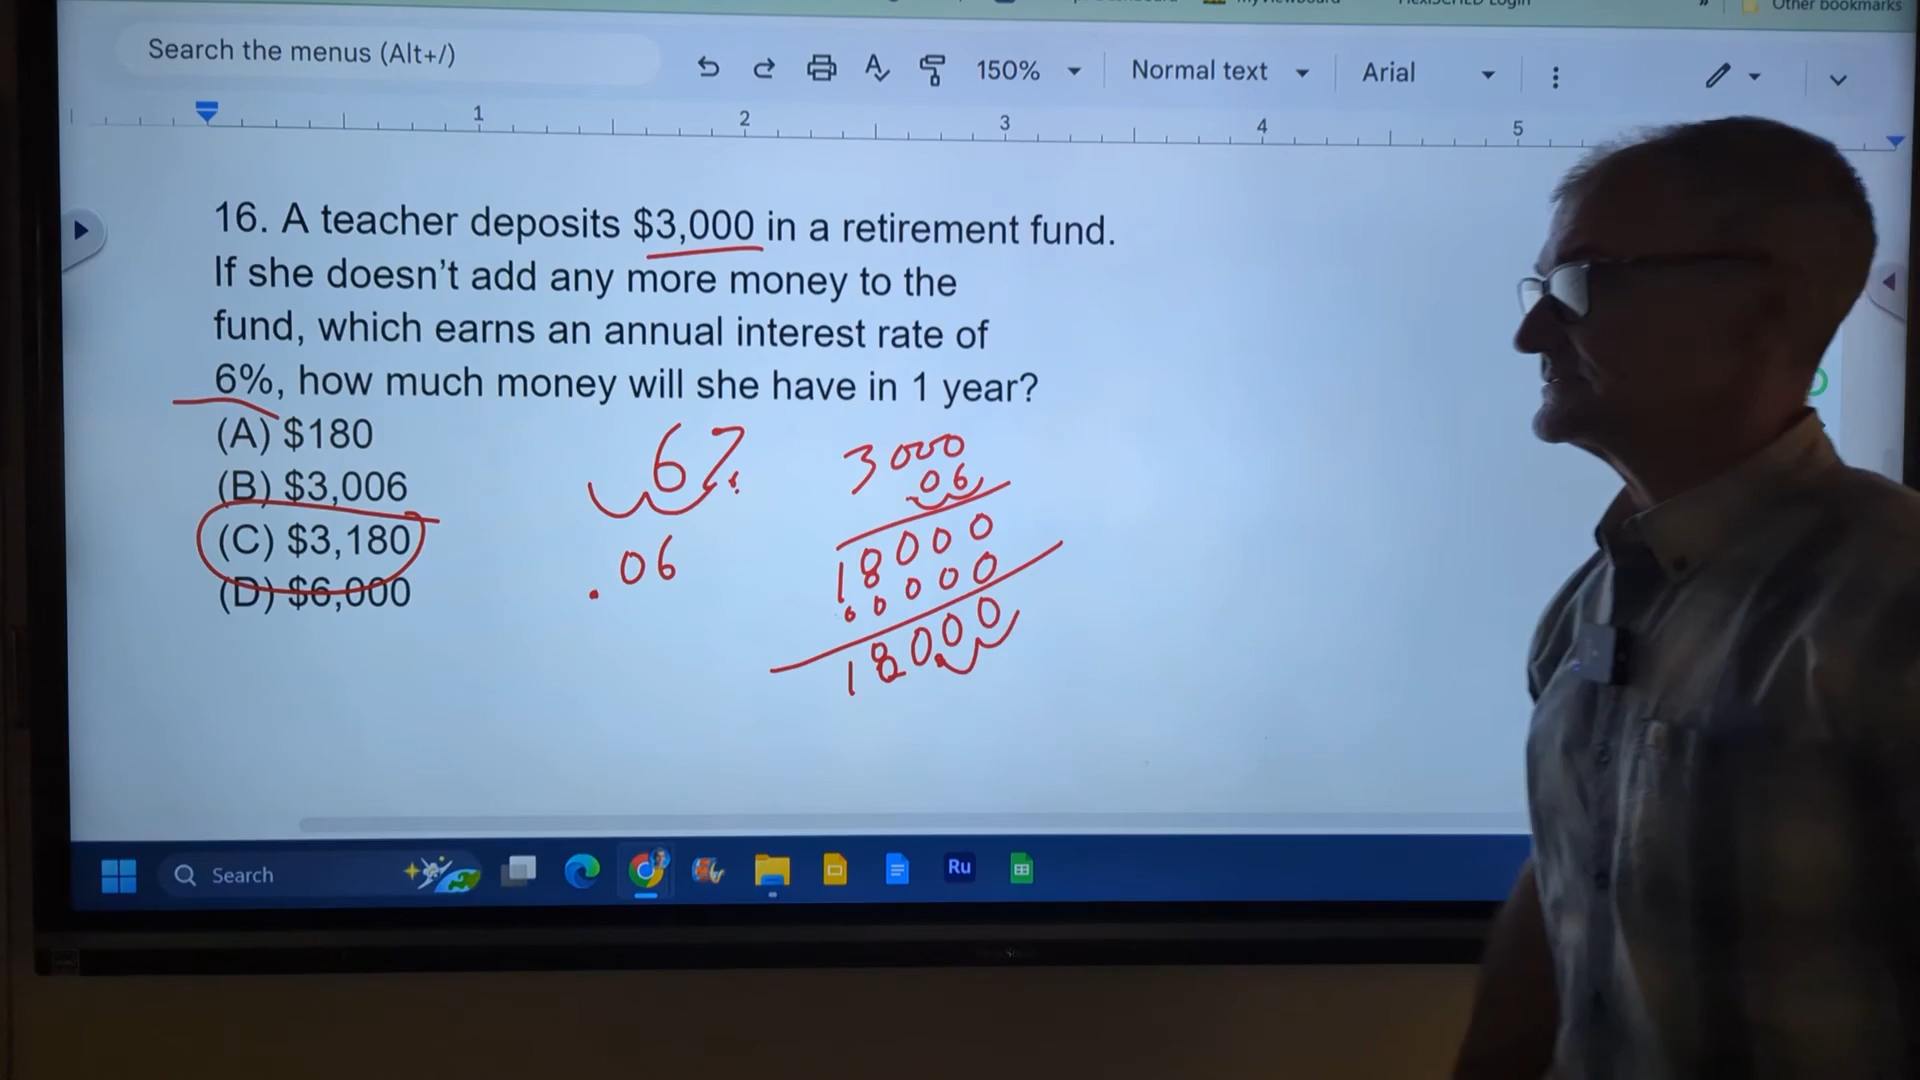 Other bookmarks
Search the menus (Alt+/)
150%
Normal text
Arial
1 2 3 4 5
16. A teacher deposits $3,000 in a retirement fund.
If she doesn't add any more money to the
fund, which earns an annual interest rate of
6%, how much money will she have in 1 year?
(A) $180
(B) $3,006
(C) $3,180
(D) $6,000
6%
.06
3000
06
18000
00000
18000
Search
Ru